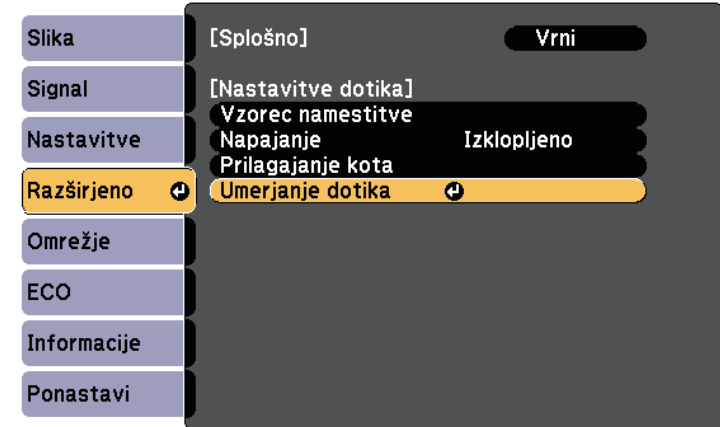 Slika
Signal
Nastavitve
Razširjeno
Omrežje
ECO
Informacije
Ponastavi
[Splošno] Vrni
[Nastavitve dotika]
Vzorec namestitve
Napajanje Izklopljeno
Prilagajanje kota
Umerjanje dotika